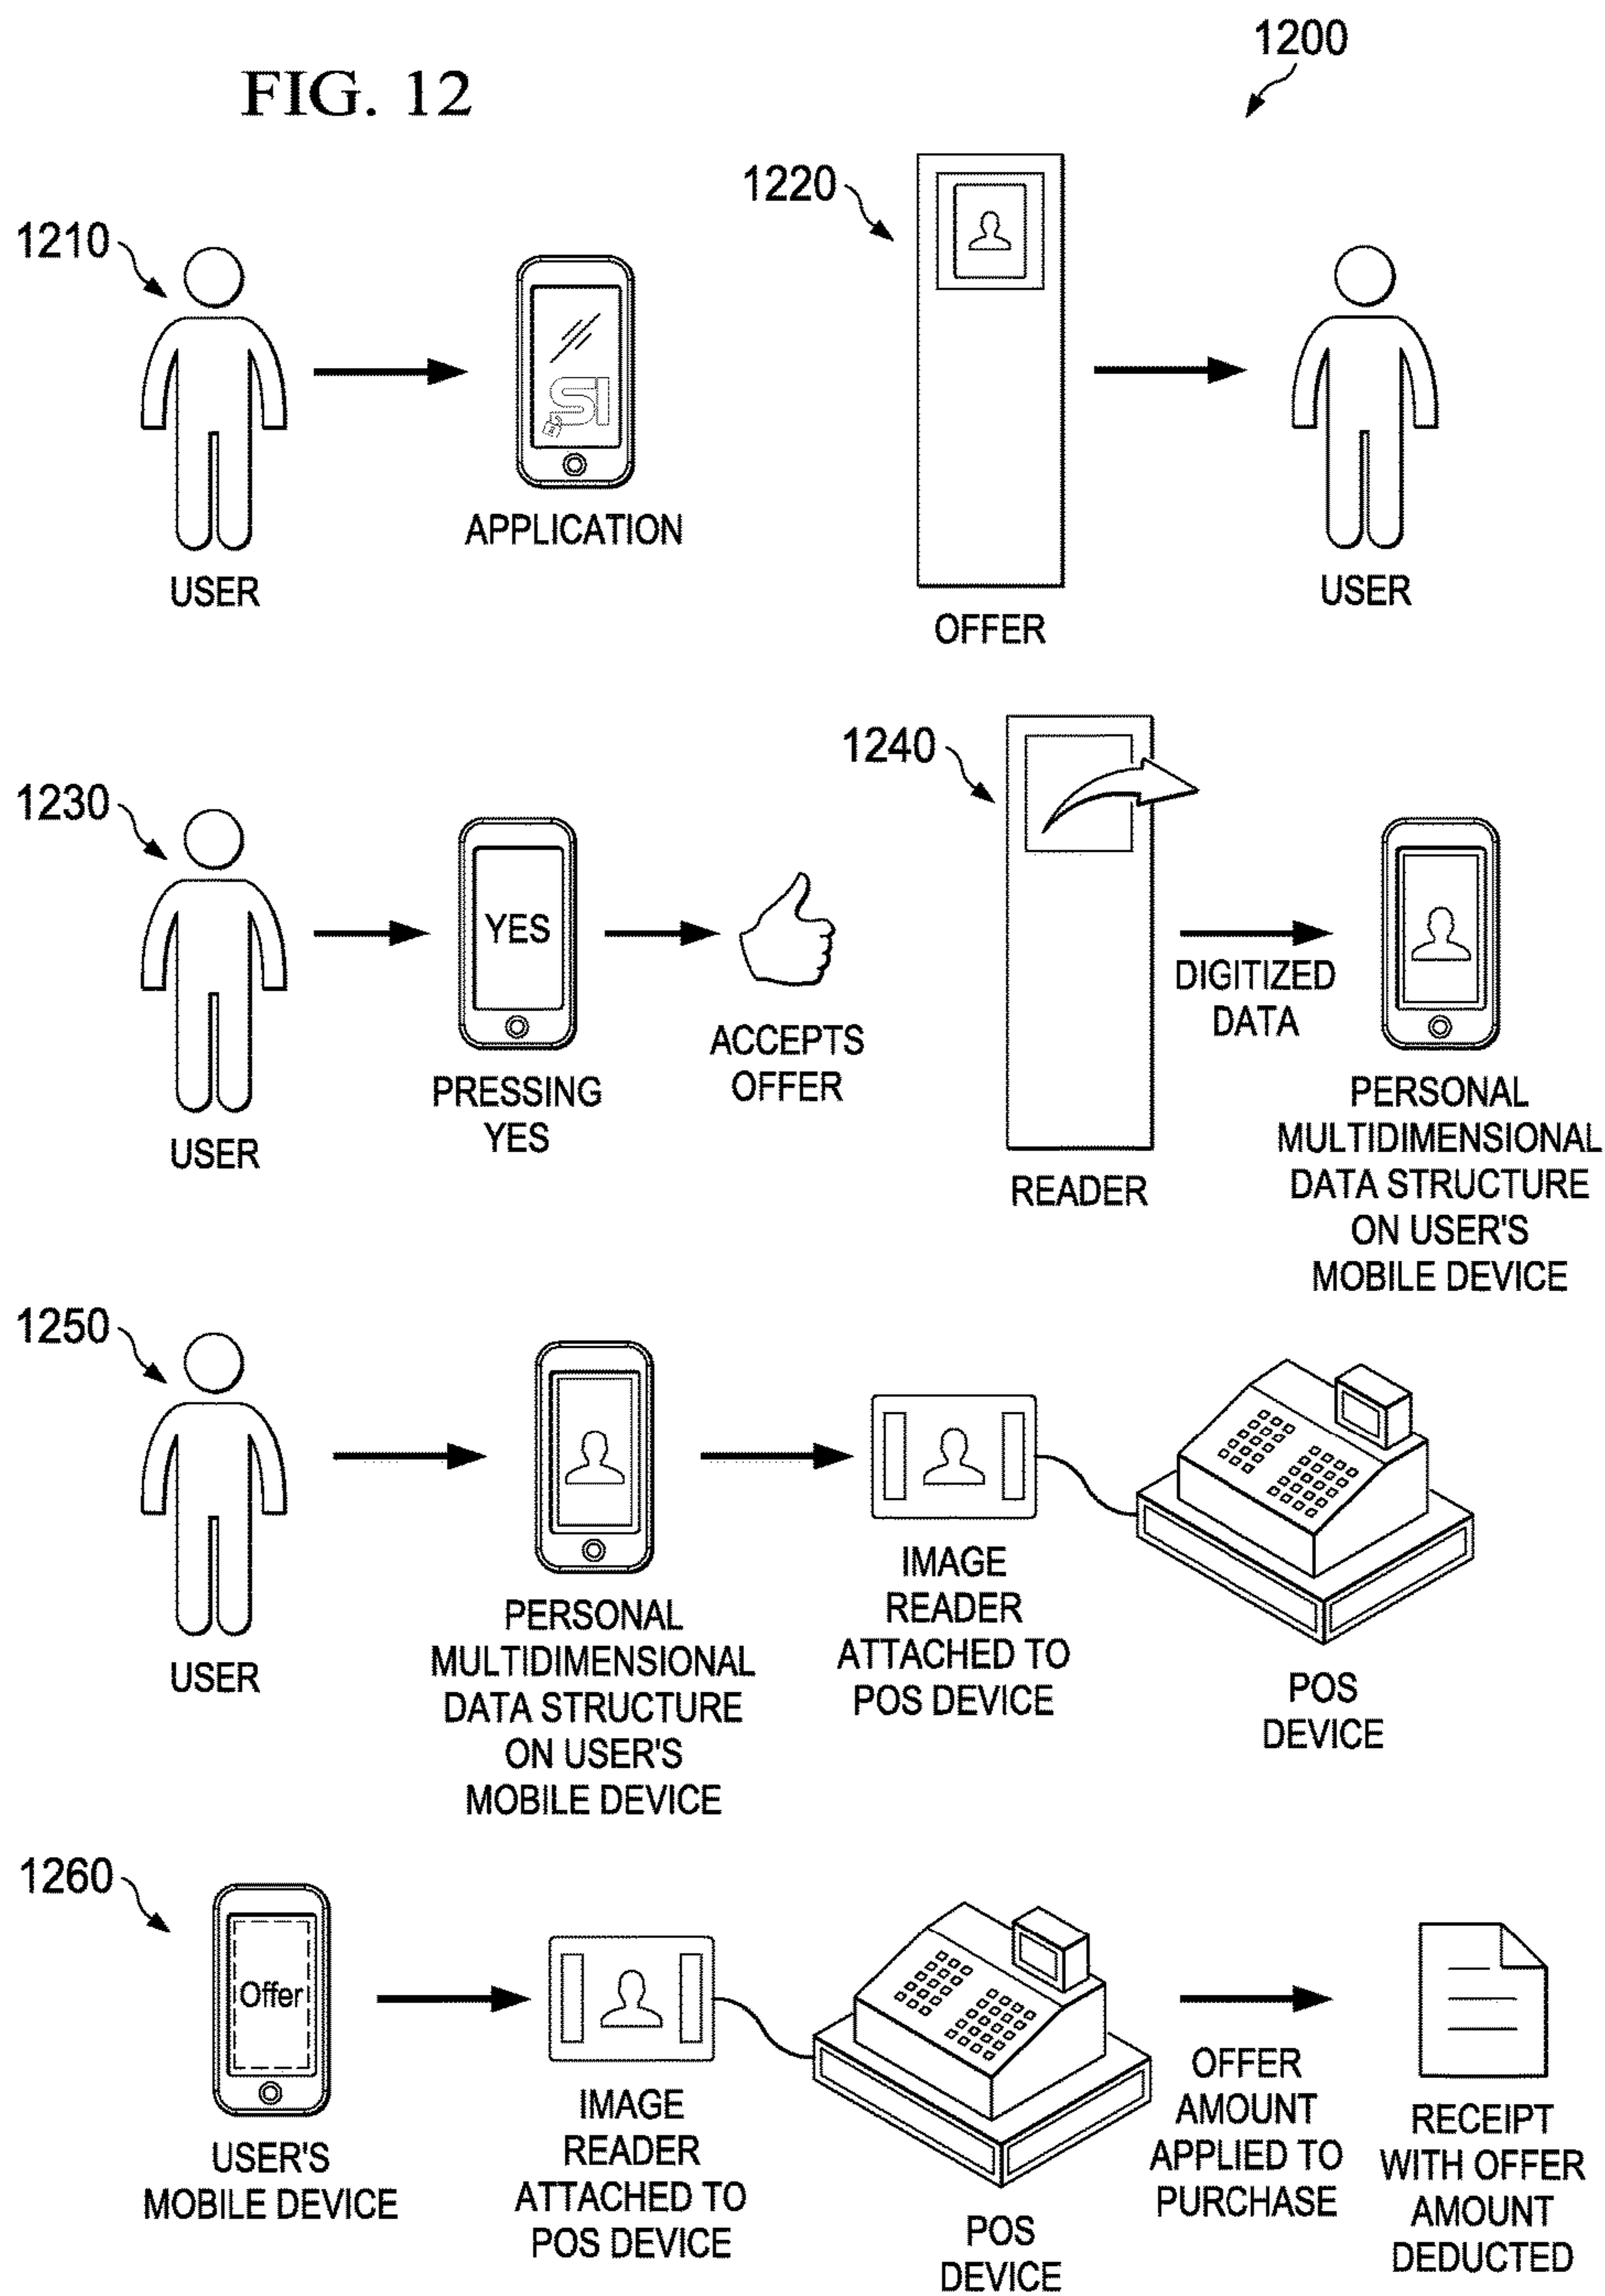 FIG. 12
1200
1210
USER
APPLICATION
SI
1220
OFFER
USER
1230
USER
YES
PRESSING
YES
ACCEPTS
OFFER
1240
READER
DIGITIZED
DATA
PERSONAL
MULTIDIMENSIONAL
DATA STRUCTURE
ON USER'S
MOBILE DEVICE
1250
USER
PERSONAL
MULTIDIMENSIONAL
DATA STRUCTURE
ON USER'S
MOBILE DEVICE
IMAGE
READER
ATTACHED TO
POS DEVICE
POS
DEVICE
1260
Offer
USER'S
MOBILE DEVICE
IMAGE
READER
ATTACHED TO
POS DEVICE
POS
DEVICE
OFFER
AMOUNT
APPLIED TO
PURCHASE
RECEIPT
WITH OFFER
AMOUNT
DEDUCTED